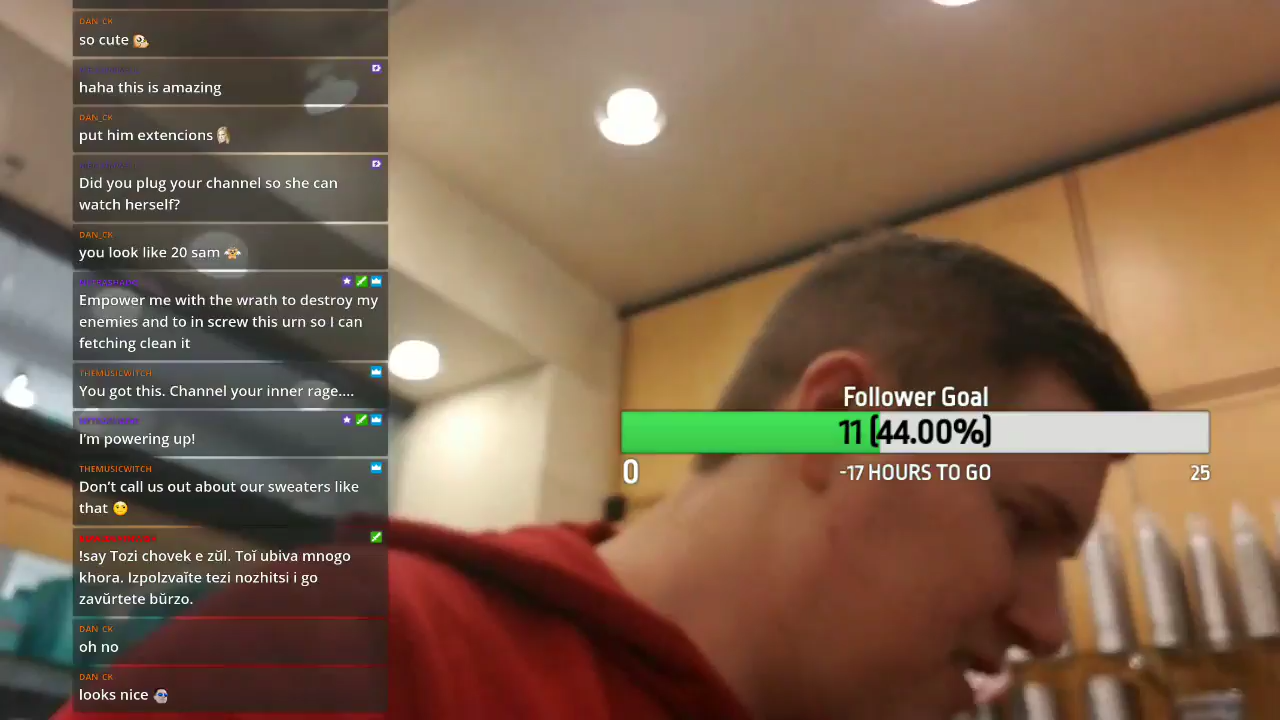 DAN_CK
so cute
haha this is amazing
DAN_CK
put him extencions
Did you plug your channel so she can
watch herself?
DAN_CK
you look like 20 sam
Empower me with the wrath to destroy my
enemies and to in screw this urn so I can
fetching clean it
THEMUSICWITCH
You got this. Channel your inner rage....
I'm powering up!
THEMUSICWITCH
Don't call us out about our sweaters like
that
!say Tozi chovek e zŭl. Toĭ ubiva mnogo
khora. Izpolzvaĭte tezi nozhitsi i go
zavŭrtete bŭrzo.
DAN_CK
oh no
DAN_CK
looks nice
Follower Goal
11 (44.00%)
0
-17 HOURS TO GO
25